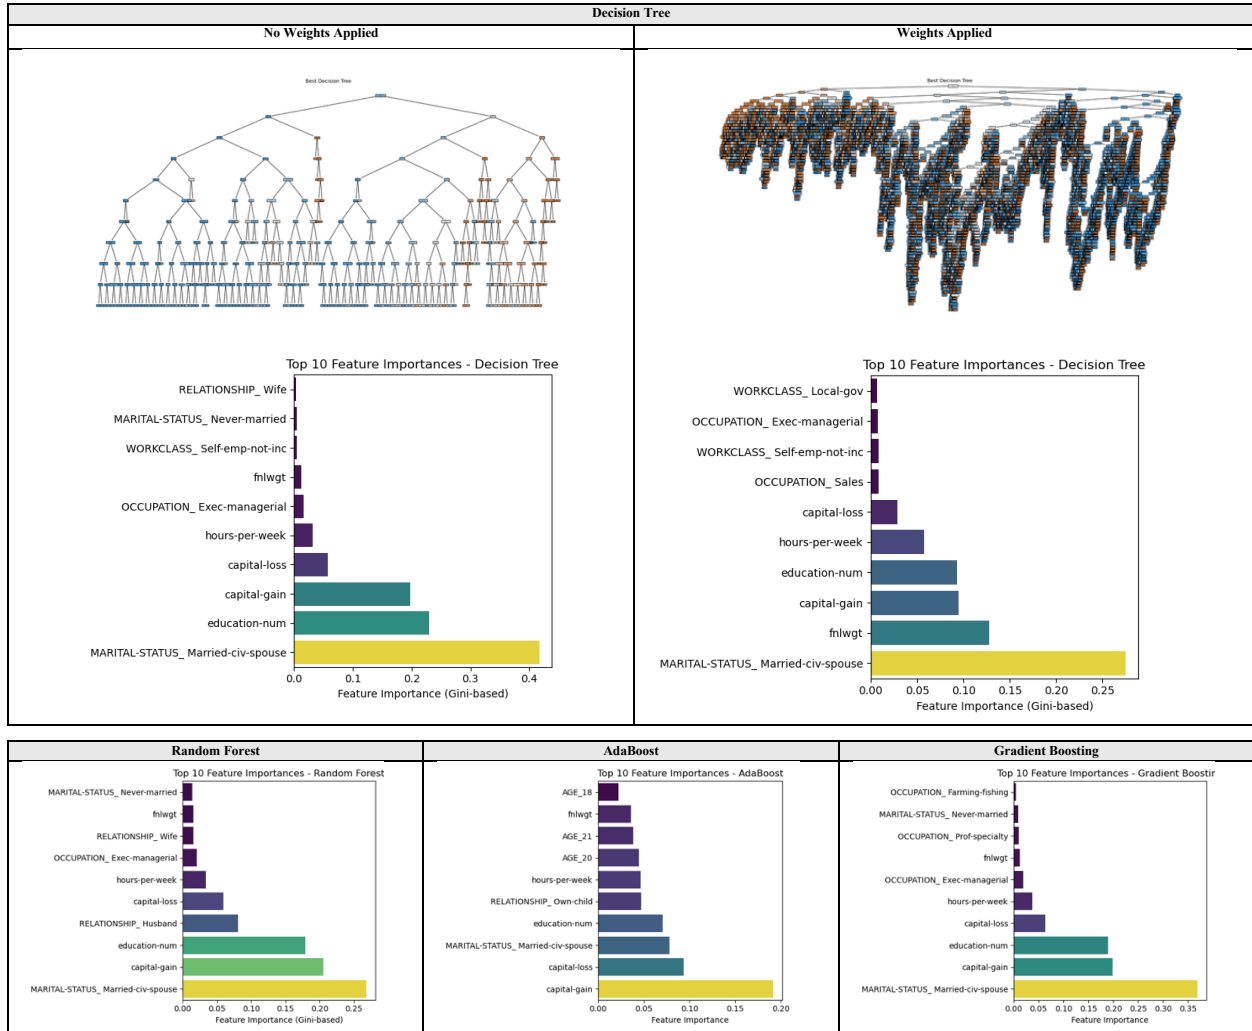 Decision Tree
No Weights Applied
Weights Applied
Best Decision Tree
Best Decision Tree
Top 10 Feature Importances - Decision Tree
RELATIONSHIP_ Wife
MARITAL-STATUS_ Never-married
WORKCLASS_ Self-emp-not-inc
fnlwgt
OCCUPATION_ Exec-managerial
hours-per-week
capital-loss
capital-gain
education-num
MARITAL-STATUS_ Married-civ-spouse
0.0 0.1 0.2 0.3 0.4
Feature Importance (Gini-based)
Top 10 Feature Importances - Decision Tree
WORKCLASS_ Local-gov
OCCUPATION_ Exec-managerial
WORKCLASS_ Self-emp-not-inc
OCCUPATION_ Sales
capital-loss
hours-per-week
education-num
capital-gain
fnlwgt
MARITAL-STATUS_ Married-civ-spouse
0.00 0.05 0.10 0.15 0.20 0.25
Feature Importance (Gini-based)
Random Forest
AdaBoost
Gradient Boosting
Top 10 Feature Importances - Random Forest
MARITAL-STATUS_ Never-married
fnlwgt
RELATIONSHIP_ Wife
OCCUPATION_ Exec-managerial
hours-per-week
capital-loss
RELATIONSHIP_ Husband
education-num
capital-gain
MARITAL-STATUS_ Married-civ-spouse
0.00 0.05 0.10 0.15 0.20 0.25
Feature Importance (Gini-based)
Top 10 Feature Importances - AdaBoost
AGE_18
fnlwgt
AGE_21
AGE_20
hours-per-week
RELATIONSHIP_ Own-child
education-num
MARITAL-STATUS_ Married-civ-spouse
capital-loss
capital-gain
0.00 0.05 0.10 0.15 0.20
Feature Importance
Top 10 Feature Importances - Gradient Boostin
OCCUPATION_ Farming-fishing
MARITAL-STATUS_ Never-married
OCCUPATION_ Prof-specialty
fnlwgt
OCCUPATION_ Exec-managerial
hours-per-week
capital-loss
education-num
capital-gain
MARITAL-STATUS_ Married-civ-spouse
0.00 0.05 0.10 0.15 0.20 0.25 0.30 0.35
Feature Importance